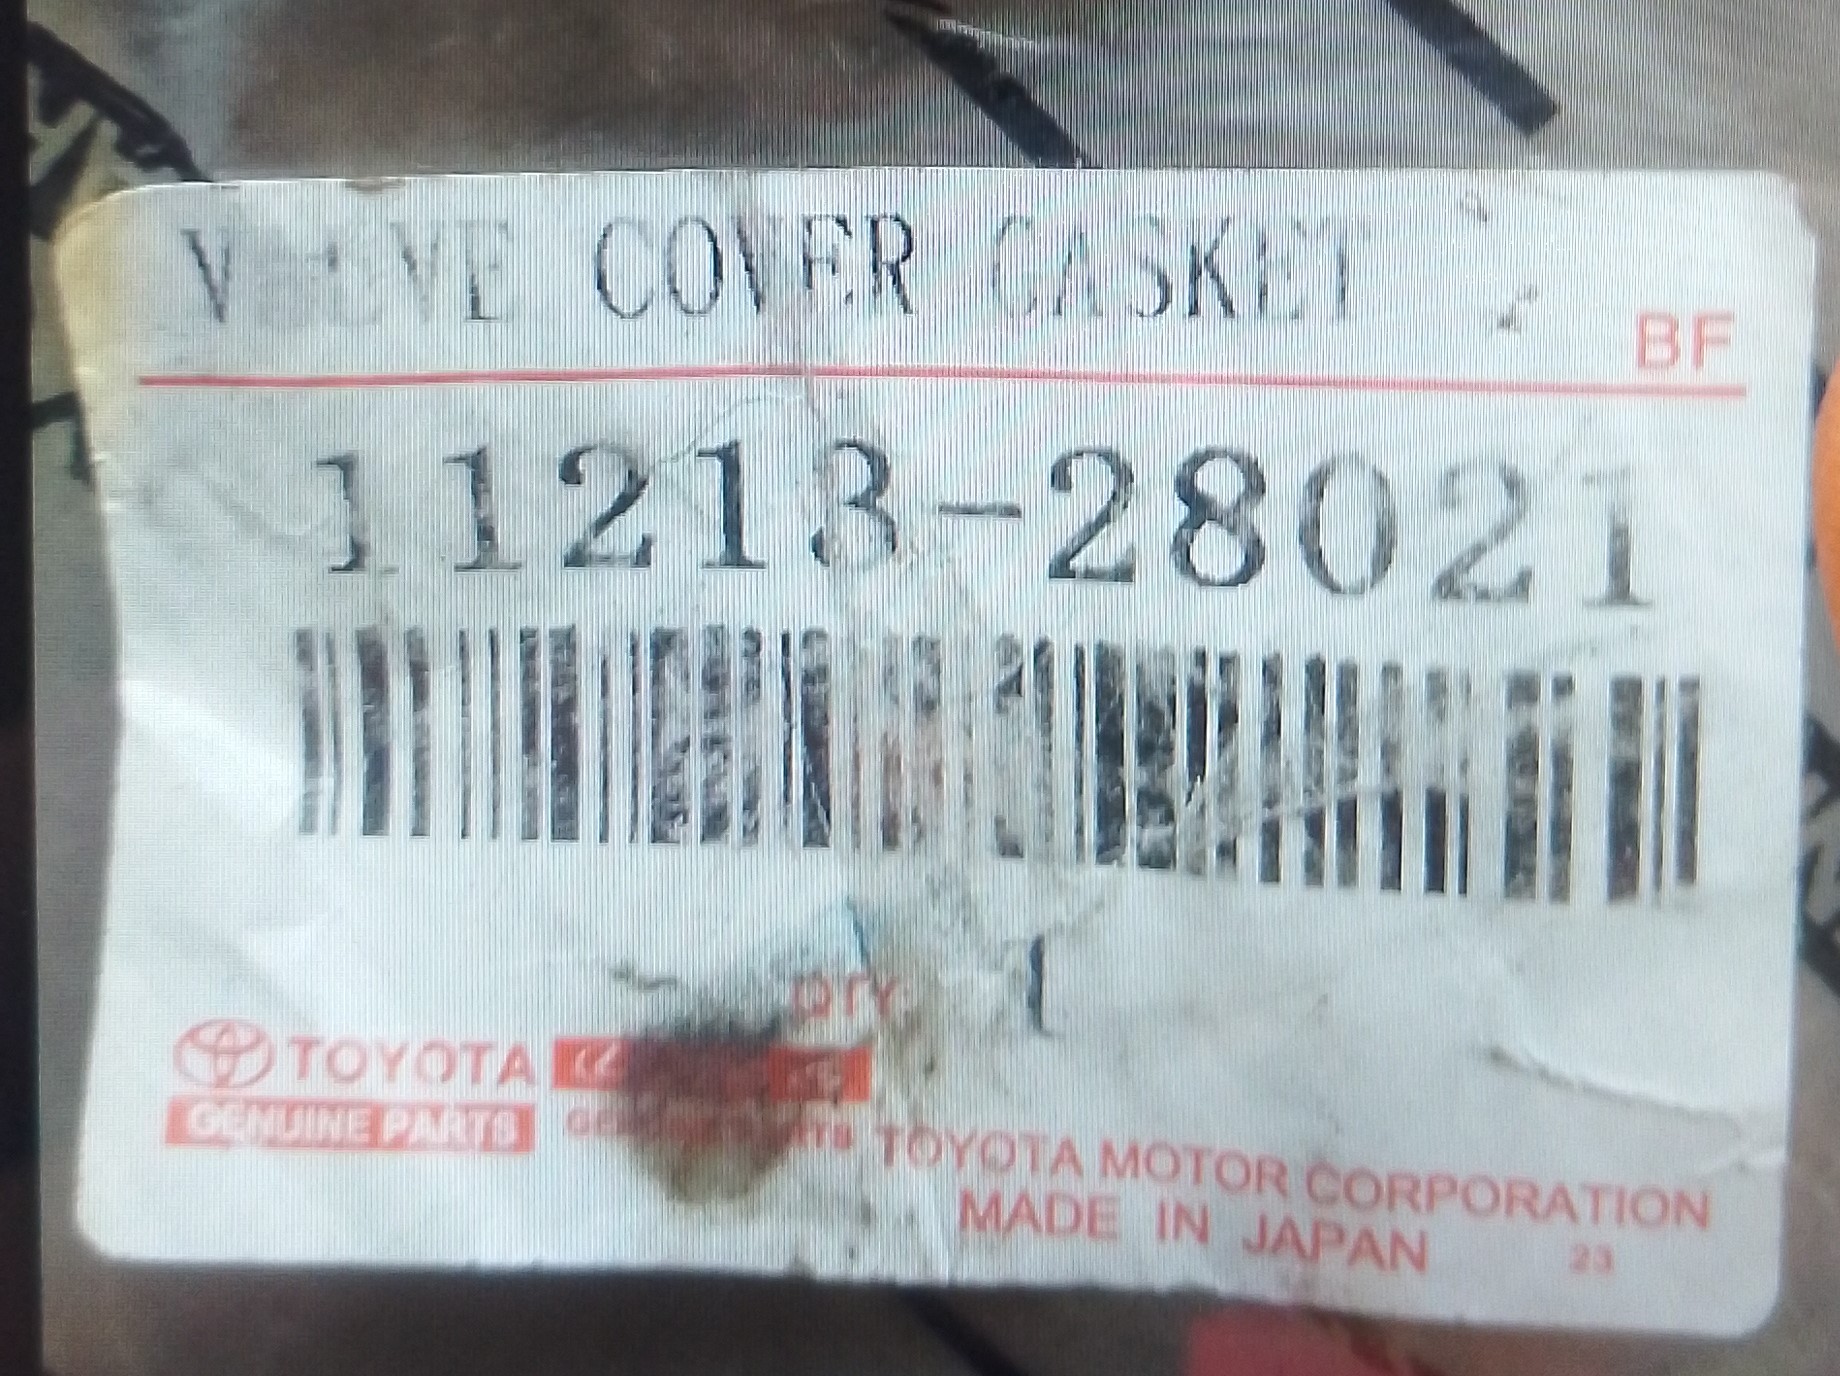 VALVE COVER GASKET
BF
11213-28021
QTY 1
TOYOTA
GENUINE PARTS
TOYOTA MOTOR CORPORATION
MADE IN JAPAN
23